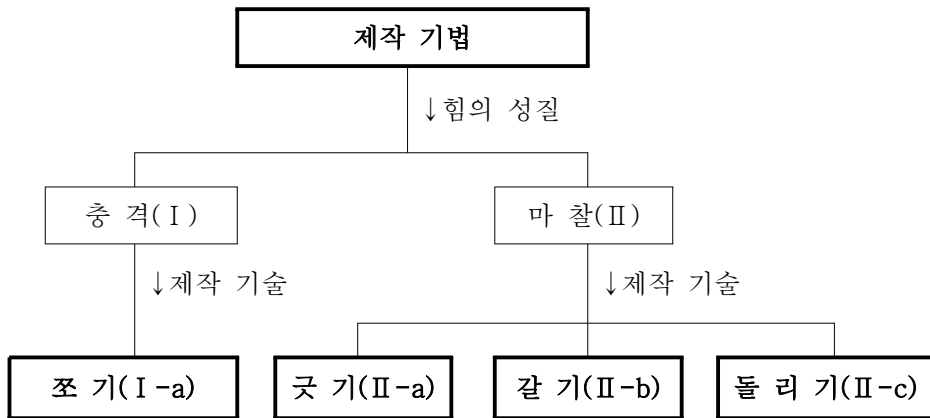 제작 기법
↓힘의 성질
충 격(Ⅰ)
마 찰(Ⅱ)
↓제작 기술
↓제작 기술
쪼 기(Ⅰ-a)
긋 기(Ⅱ-a)
갈 기(Ⅱ-b)
돌 리 기(Ⅱ-c)